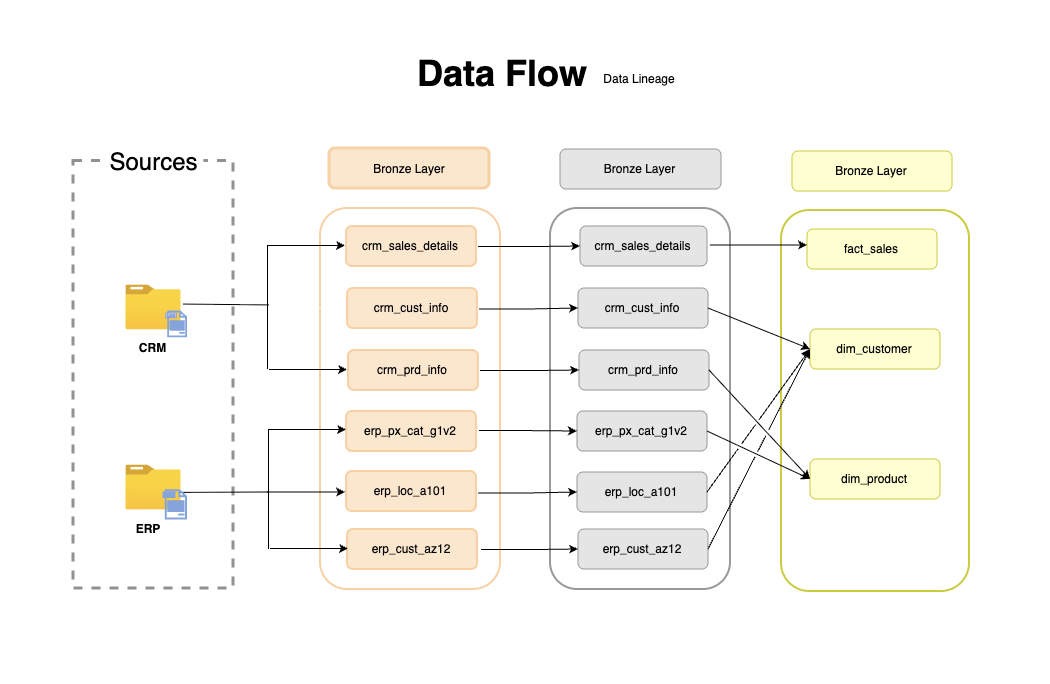 Data Flow
Data Lineage
Sources
Bronze Layer
Bronze Layer
Bronze Layer
crm_sales_details
crm_sales_details
fact_sales
CRM
crm_cust_info
crm_cust_info
dim_customer
crm_prd_info
crm_prd_info
erp_px_cat_g1v2
erp_px_cat_g1v2
dim_product
ERP
erp_loc_a101
erp_loc_a101
erp_cust_az12
erp_cust_az12